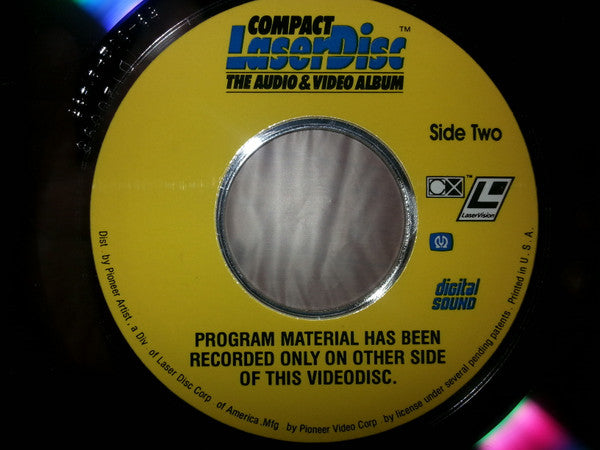 COMPACT
LaserDisc™
THE AUDIO & VIDEO ALBUM
Side Two
CX™
LaserVision
digital
SOUND
PROGRAM MATERIAL HAS BEEN
RECORDED ONLY ON OTHER SIDE
OF THIS VIDEODISC.
Dist. by Pioneer Artist, a Div of Laser Disc Corp of America. Mfg by Pioneer Video Corp by license under several pending patents. Printed in U.S.A.